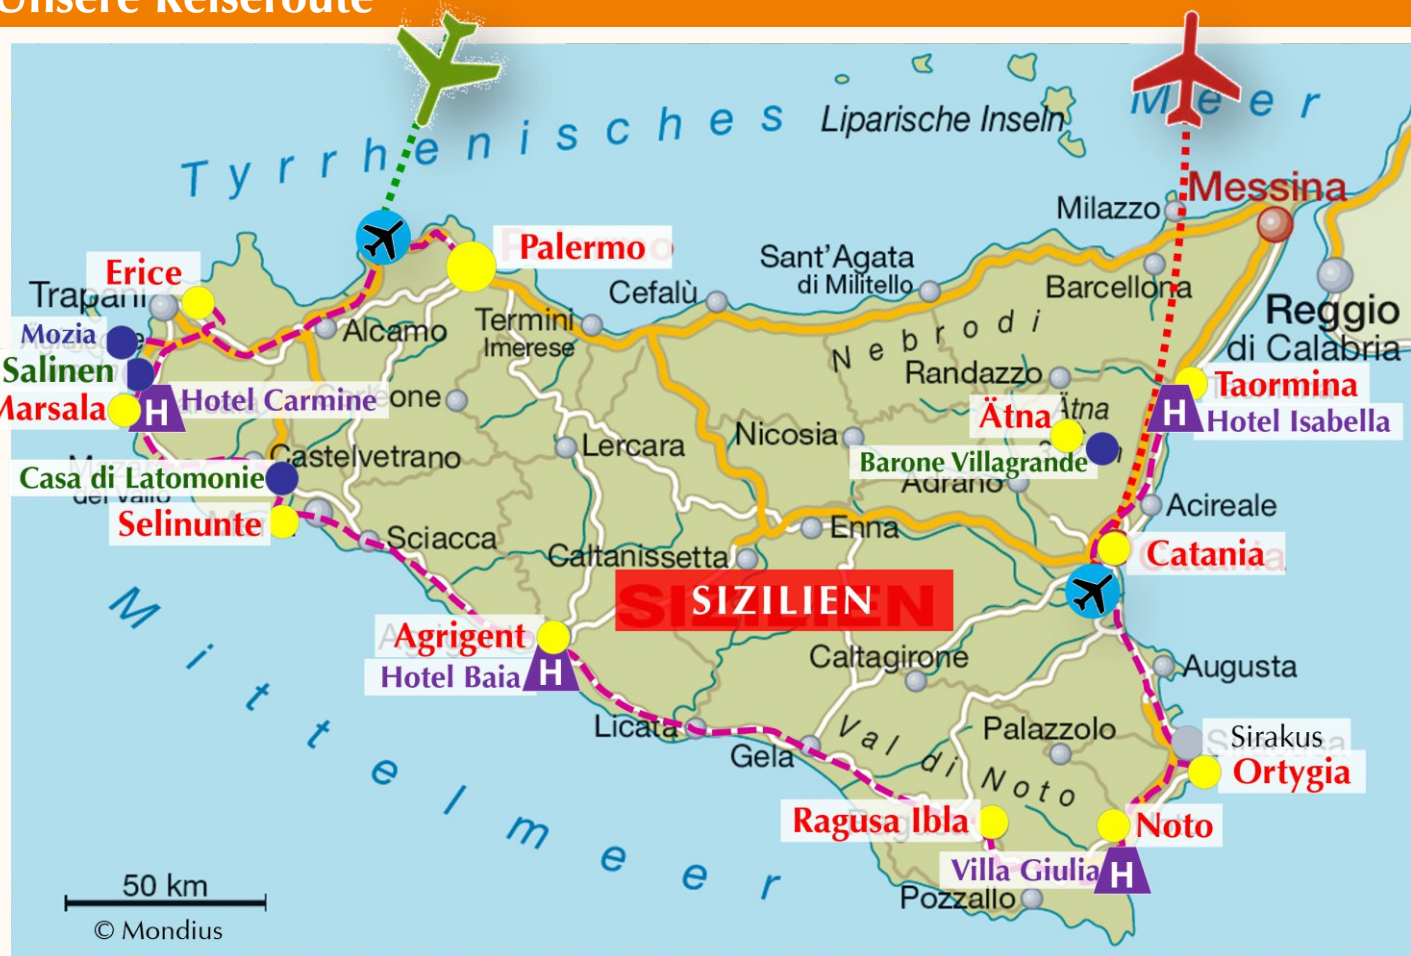 Unsere Reiseroute
Tyrrhenisches Meer
Liparische Inseln
Messina
Milazzo
Palermo
Erice
Sant'Agata
di Militello
Barcellona
Trapani
Cefalù
Reggio
di Calabria
Mozia
Alcamo
Termini
Imerese
Nebrodi
Salinen
Randazzo
Taormina
Marsala
H
Hotel Carmine
Ätna
Ätna
H
Hotel Isabella
Nicosia
Lercara
Castelvetrano
Barone Villagrande
Casa di Latomonie
Adrano
Acireale
Selinunte
Sciacca
Enna
Caltanissetta
Catania
SIZILIEN
Agrigent
Hotel Baia
H
Caltagirone
Augusta
Mittelmeer
Licata
Gela
Val di Noto
Palazzolo
Sirakus
Ortygia
Ragusa Ibla
Noto
Villa Giulia
H
Pozzallo
50 km
© Mondius